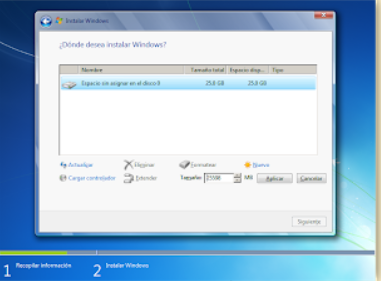 Instalar Windows
¿Dónde desea instalar Windows?
Nombre Tamaño total Espacio disp... Tipo
Espacio sin asignar en el disco 0 25.0 GB 25.0 GB
Actualizar Eliminar Formatear Nuevo
Cargar controlador Extender Tamaño: MB Aplicar Cancelar
Siguiente
1 Recopilar información 2 Instalar Windows